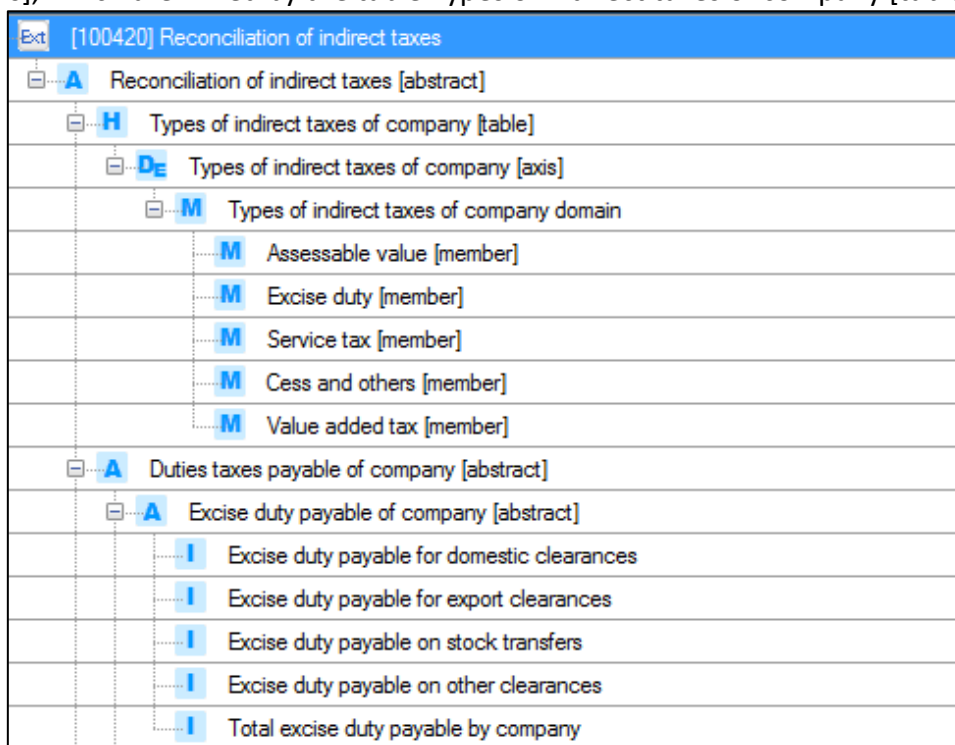 Ext [100420] Reconciliation of indirect taxes
A Reconciliation of indirect taxes [abstract]
H Types of indirect taxes of company [table]
DE Types of indirect taxes of company [axis]
M Types of indirect taxes of company domain
M Assessable value [member]
M Excise duty [member]
M Service tax [member]
M Cess and others [member]
M Value added tax [member]
A Duties taxes payable of company [abstract]
A Excise duty payable of company [abstract]
I Excise duty payable for domestic clearances
I Excise duty payable for export clearances
I Excise duty payable on stock transfers
I Excise duty payable on other clearances
I Total excise duty payable by company